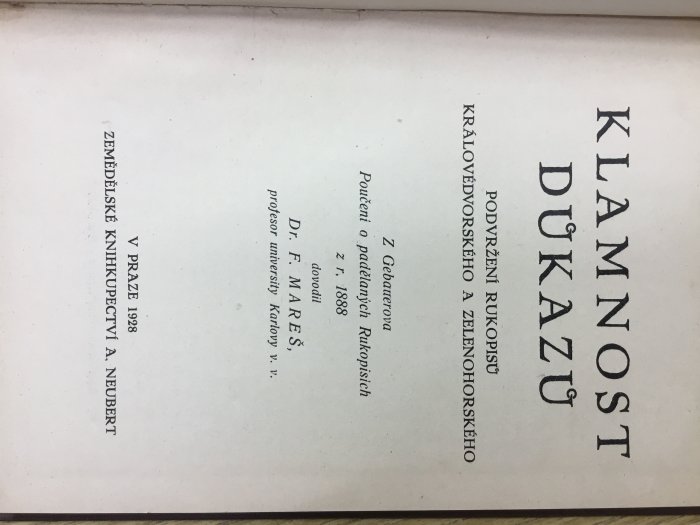 KLAMNOST
DŮKAZŮ
PODVRŽENÍ RUKOPISŮ
KRÁLOVÉDVORSKÉHO A ZELENOHORSKÉHO
Z Gebauerova
Poučení o padělaných Rukopisích
z r. 1888
dovodil
Dr. F. MAREŠ,
profesor university Karlovy v. v.
V PRAZE 1928
ZEMĚDĚLSKÉ KNIHKUPECTVÍ A. NEUBERT